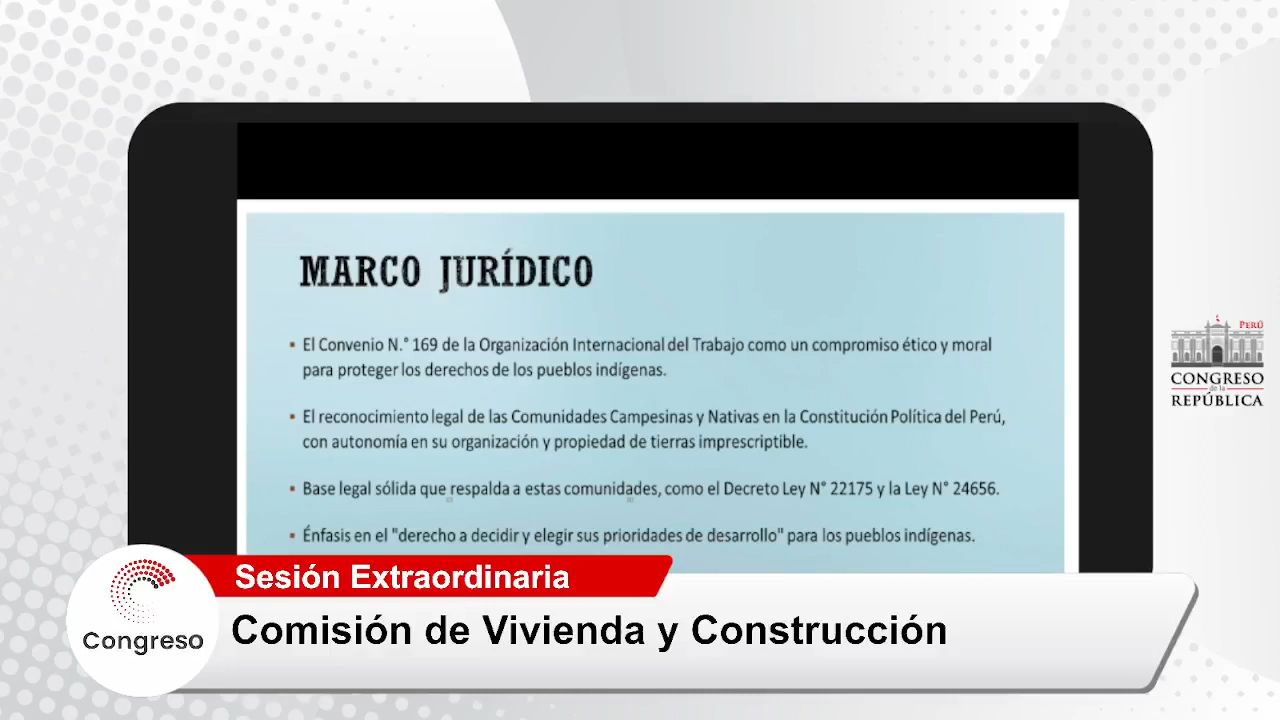 MARCO JURÍDICO
▪ El Convenio N.° 169 de la Organización Internacional del Trabajo como un compromiso ético y moral
para proteger los derechos de los pueblos indígenas.
▪ El reconocimiento legal de las Comunidades Campesinas y Nativas en la Constitución Política del Perú,
con autonomía en su organización y propiedad de tierras imprescriptible.
▪ Base legal sólida que respalda a estas comunidades, como el Decreto Ley N° 22175 y la Ley N° 24656.
▪ Énfasis en el "derecho a decidir y elegir sus prioridades de desarrollo" para los pueblos indígenas.
PERÚ
CONGRESO
de la
REPÚBLICA
Sesión Extraordinaria
Congreso
Comisión de Vivienda y Construcción